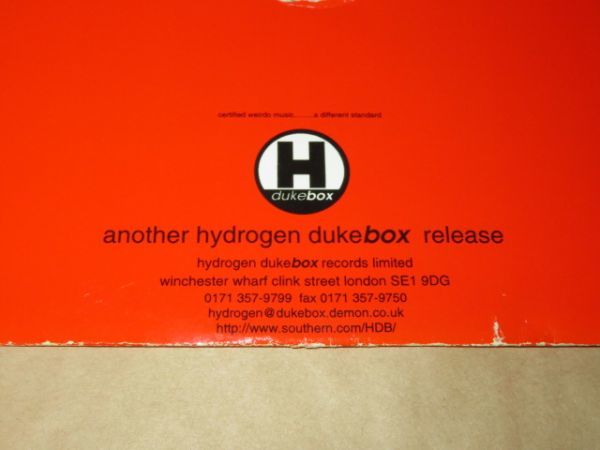 certified weirdo music.........a different standard
H
dukebox
another hydrogen dukebox release
hydrogen dukebox records limited
winchester wharf clink street london SE1 9DG
0171 357-9799 fax 0171 357-9750
hydrogen@dukebox.demon.co.uk
http://www.southern.com/HDB/